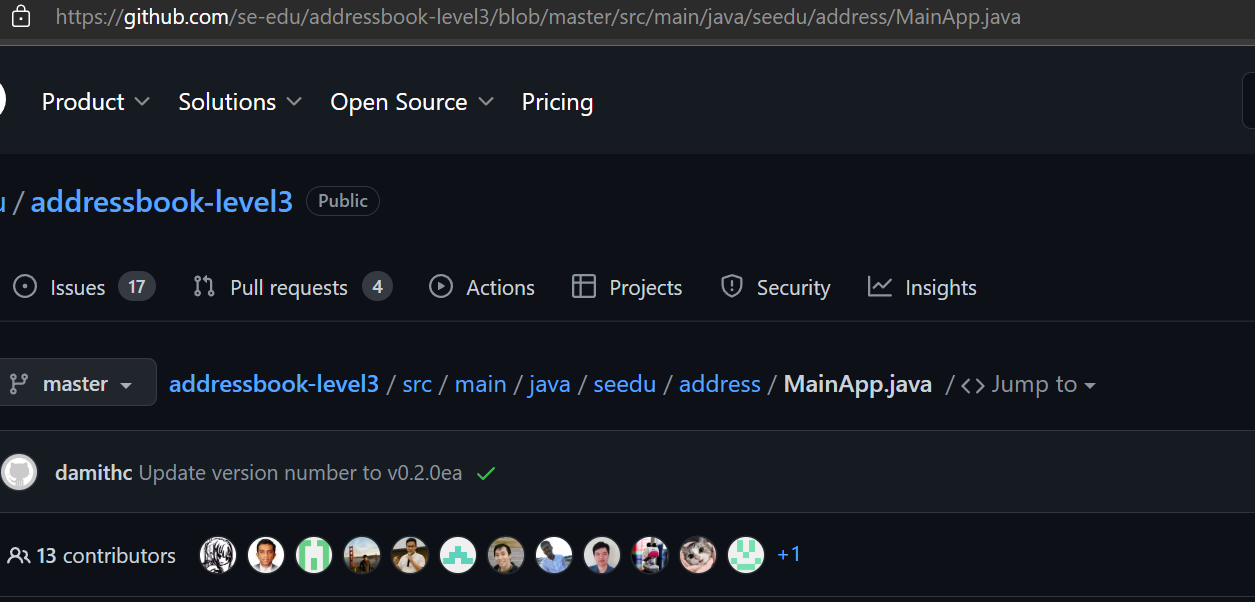 https://github.com/se-edu/addressbook-level3/blob/master/src/main/java/seedu/address/MainApp.java
Product Solutions Open Source Pricing
u / addressbook-level3 Public
Issues 17 Pull requests 4 Actions Projects Security Insights
master addressbook-level3 / src / main / java / seedu / address / MainApp.java / <> Jump to
damithc Update version number to v0.2.0ea
13 contributors +1